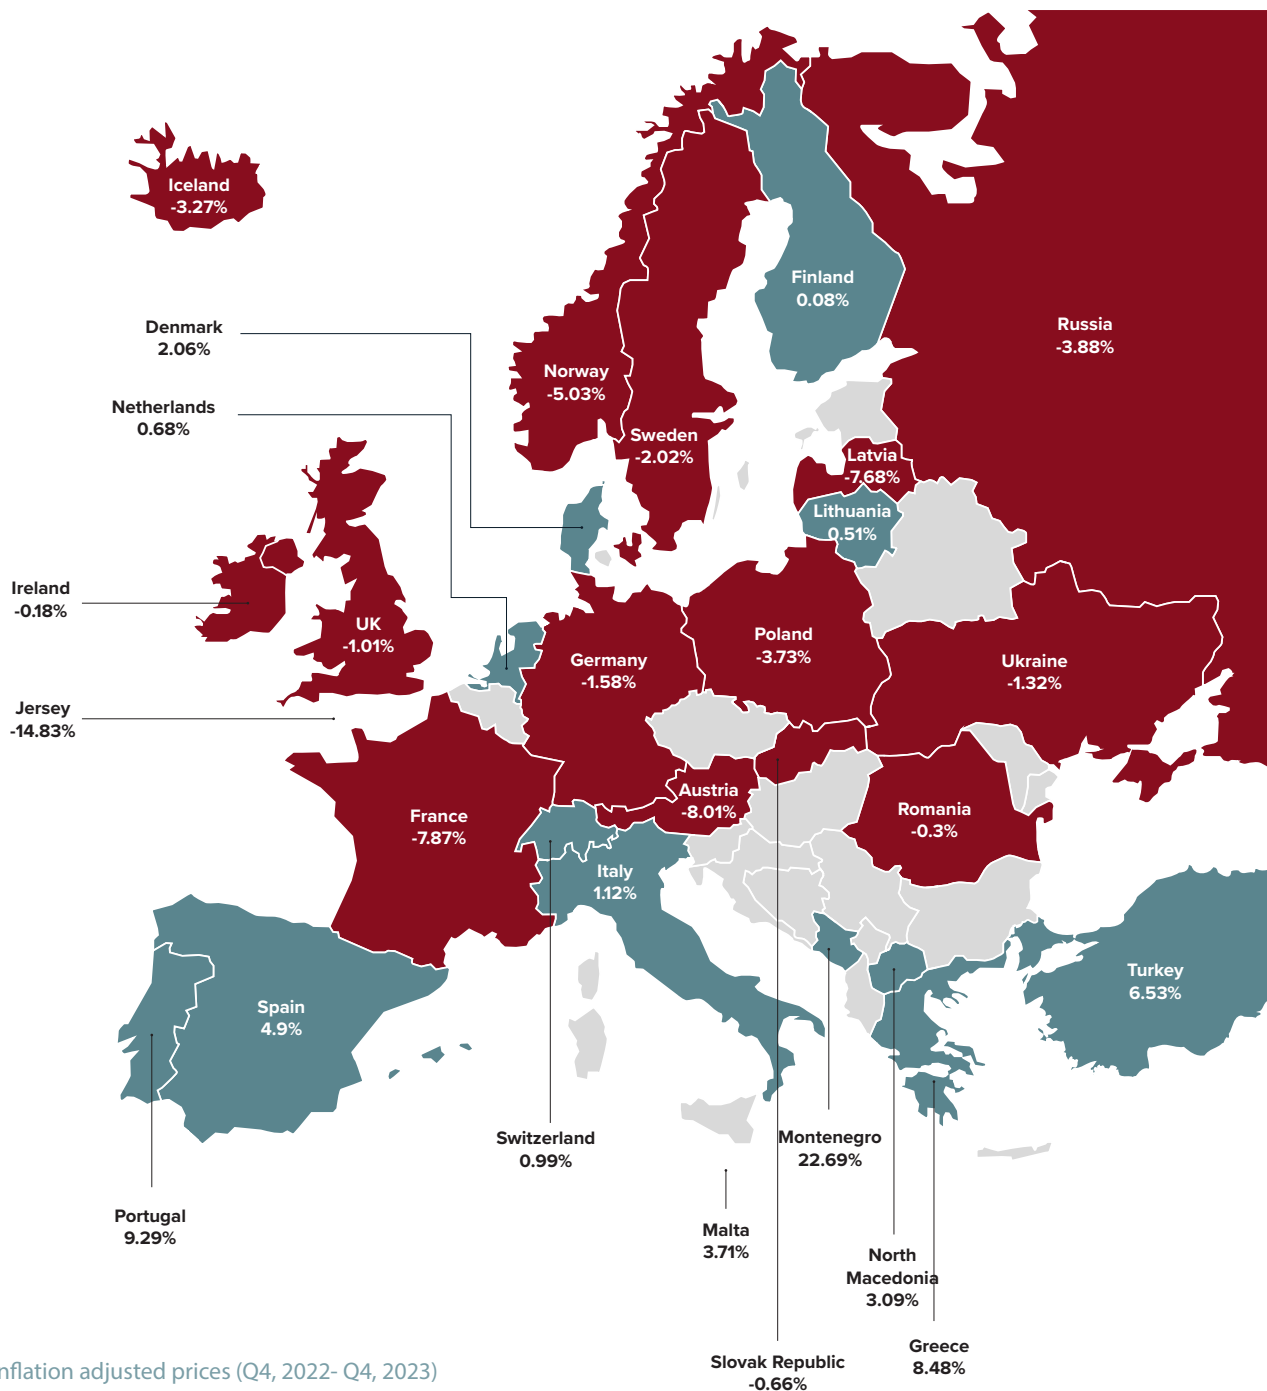 Iceland
-3.27%
Finland
0.08%
Russia
-3.88%
Denmark
2.06%
Norway
-5.03%
Netherlands
0.68%
Sweden
-2.02%
Latvia
-7.68%
Lithuania
0.51%
Ireland
-0.18%
UK
-1.01%
Germany
-1.58%
Poland
-3.73%
Ukraine
-1.32%
Jersey
-14.83%
Austria
-8.01%
France
-7.87%
Romania
-0.3%
Italy
1.12%
Turkey
6.53%
Spain
4.9%
Switzerland
0.99%
Montenegro
22.69%
Portugal
9.29%
Malta
3.71%
North
Macedonia
3.09%
Greece
8.48%
Slovak Republic
-0.66%
nflation adjusted prices (Q4, 2022- Q4, 2023)